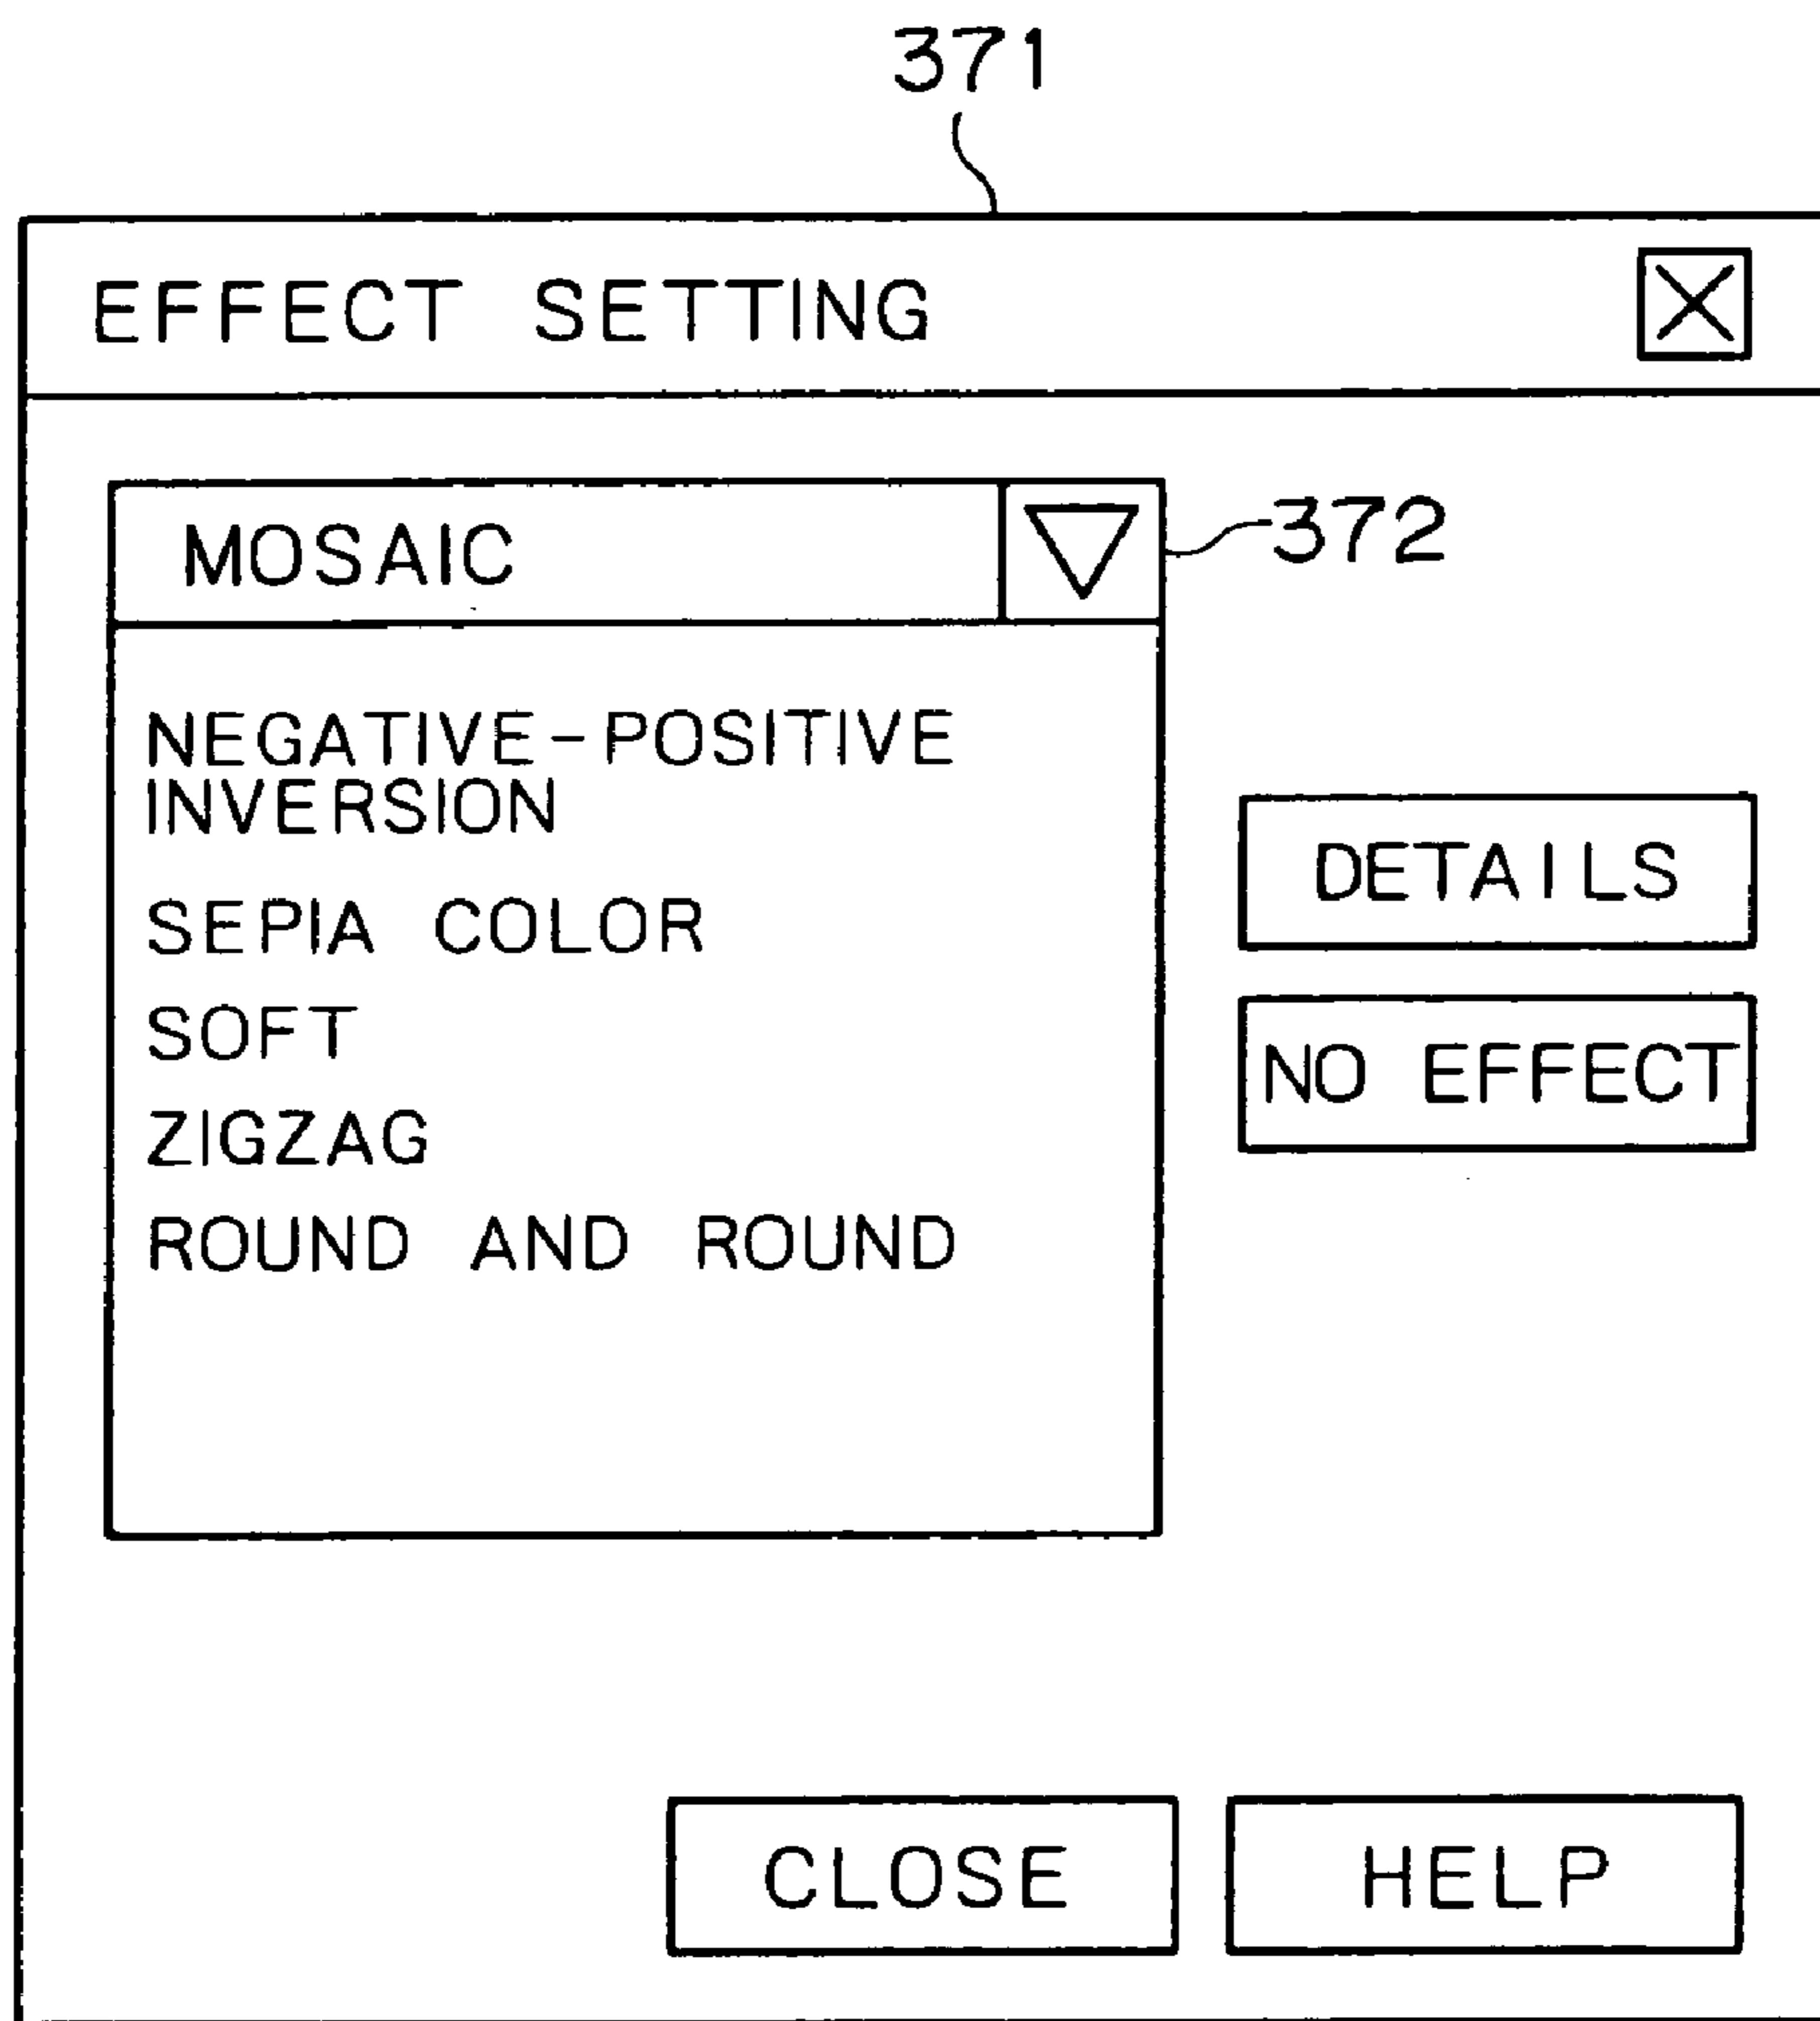 371
EFFECT SETTING
MOSAIC
372
NEGATIVE-POSITIVE
INVERSION
SEPIA COLOR
SOFT
ZIGZAG
ROUND AND ROUND
DETAILS
NO EFFECT
CLOSE
HELP